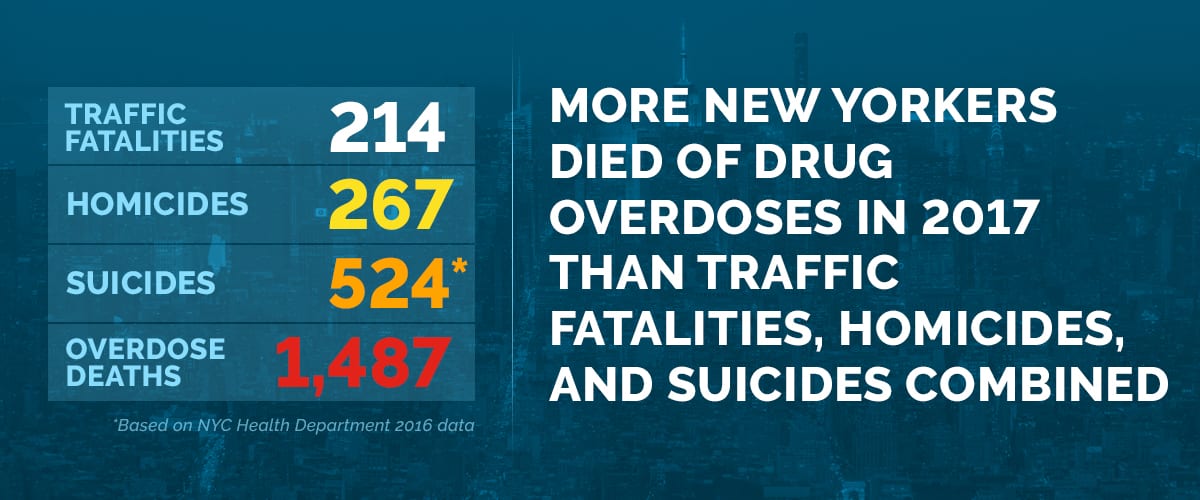 TRAFFIC
FATALITIES
214
HOMICIDES
267
SUICIDES
524*
OVERDOSE
DEATHS
1,487
*Based on NYC Health Department 2016 data
MORE NEW YORKERS
DIED OF DRUG
OVERDOSES IN 2017
THAN TRAFFIC
FATALITIES, HOMICIDES,
AND SUICIDES COMBINED